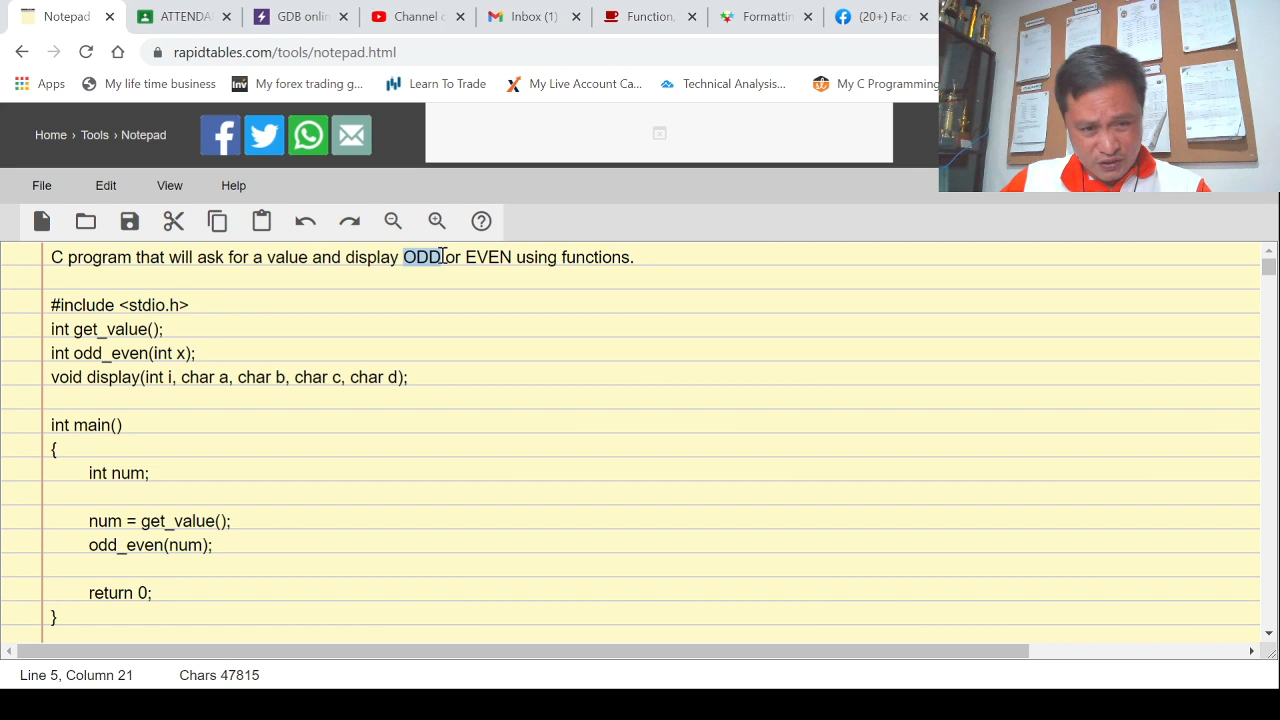 Notepad
ATTENDA
GDB onlin
Channel c
Inbox (1)
Function,
Formattin
(20+) Fac
rapidtables.com/tools/notepad.html
Apps
My life time business
My forex trading g...
Learn To Trade
My Live Account Ca...
Technical Analysis...
My C Programming
Home › Tools › Notepad
File
Edit
View
Help
C program that will ask for a value and display ODD or EVEN using functions.
#include <stdio.h>
int get_value();
int odd_even(int x);
void display(int i, char a, char b, char c, char d);
int main()
{
int num;
num = get_value();
odd_even(num);
return 0;
}
Line 5, Column 21
Chars 47815